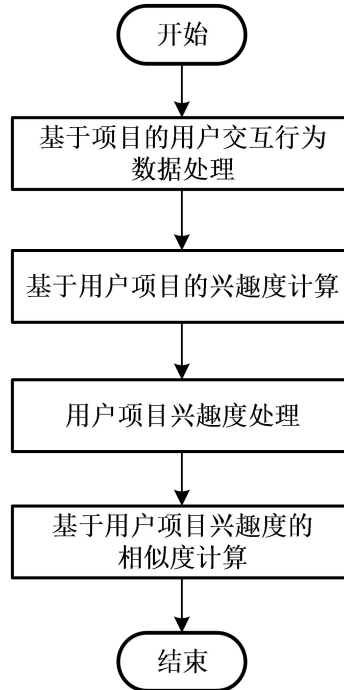 开始
基于项目的用户交互行为
数据处理
基于用户项目的兴趣度计算
用户项目兴趣度处理
基于用户项目兴趣度的
相似度计算
结束